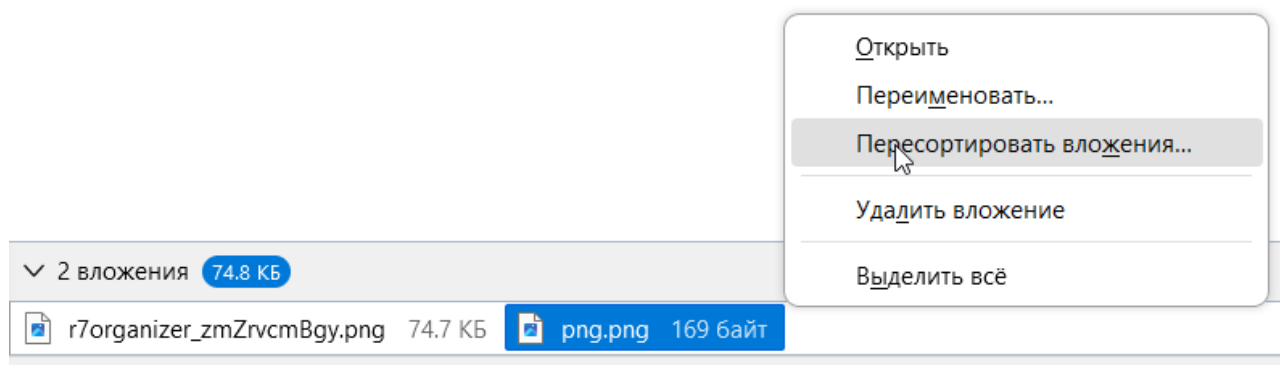 Открыть
Переименовать...
Пересортировать вложения...
Удалить вложение
Выделить всё
2 вложения 74.8 КБ
r7organizer_zmZrvcmBgy.png 74.7 КБ png.png 169 байт